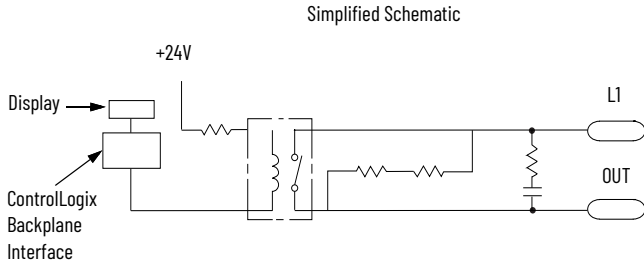 Simplified Schematic
+24V
Display
L1
ControlLogix
Backplane
Interface
OUT